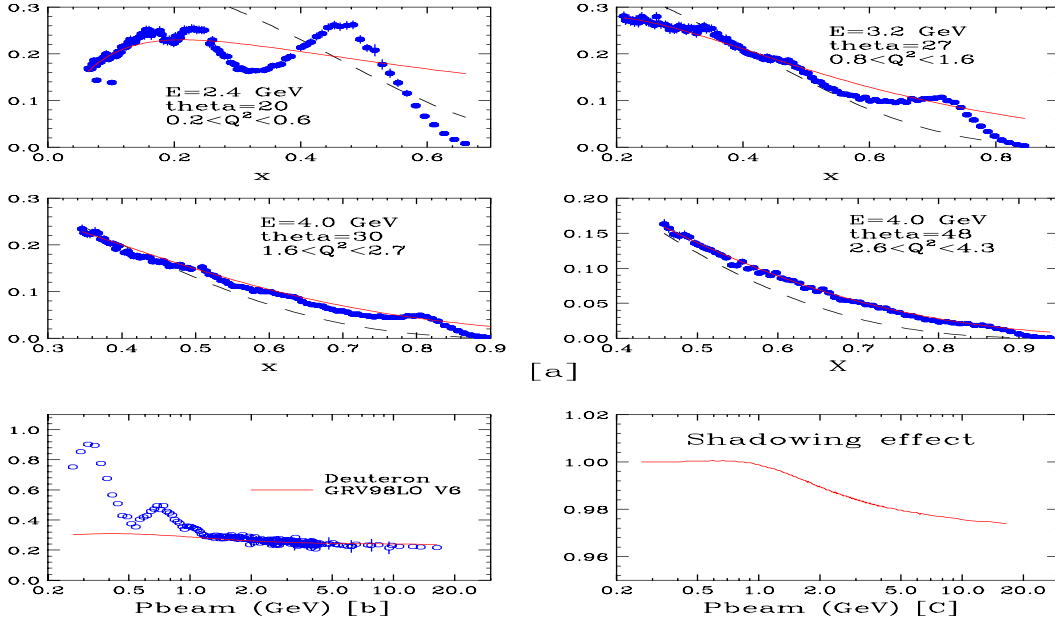 0.3
0.2
0.1
0.0
E=2.4 GeV
theta=20
0.2<Q²<0.6
0.0 0.2 0.4 0.6
x
0.3
0.2
0.1
0.0
E=3.2 GeV
theta=27
0.8<Q²<1.6
0.2 0.4 0.6 0.8
x
0.3
0.2
0.1
0.0
E=4.0 GeV
theta=30
1.6<Q²<2.7
0.3 0.4 0.5 0.6 0.7 0.8 0.9
x
0.20
0.15
0.10
0.05
0.00
E=4.0 GeV
theta=48
2.6<Q²<4.3
0.4 0.5 0.6 0.7 0.8 0.9
X
[a]
1.0
0.8
0.6
0.4
0.2
0.0
Deuteron
GRV98LO V6
0.2 0.5 1.0 2.0 5.0 10.0 20.0
Pbeam (GeV) [b]
1.02
1.00
0.98
0.96
Shadowing effect
0.2 0.5 1.0 2.0 5.0 10.0 20.0
Pbeam (GeV) [C]